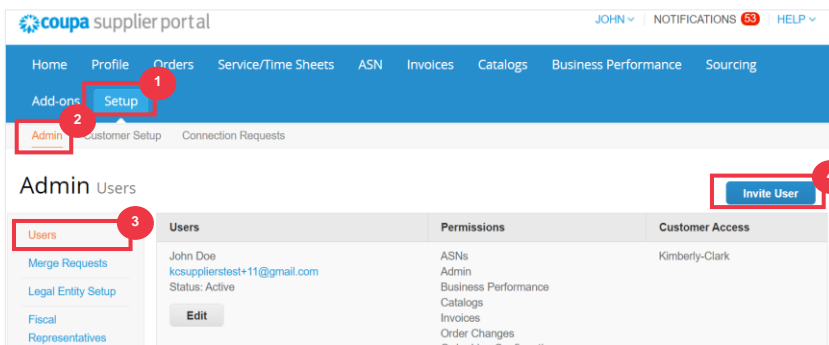 coupa supplier portal
JOHN NOTIFICATIONS 53 HELP
Home Profile Orders Service/Time Sheets ASN Invoices Catalogs Business Performance Sourcing
1
Add-ons Setup
2
Admin Customer Setup Connection Requests
Admin Users
Invite User
3
Users
Merge Requests
Legal Entity Setup
Fiscal
Representatives
Users Permissions Customer Access
John Doe ASNs Kimberly-Clark
kcsupplierstest+11@gmail.com Admin
Status: Active Business Performance
Catalogs
Edit Invoices
Order Changes